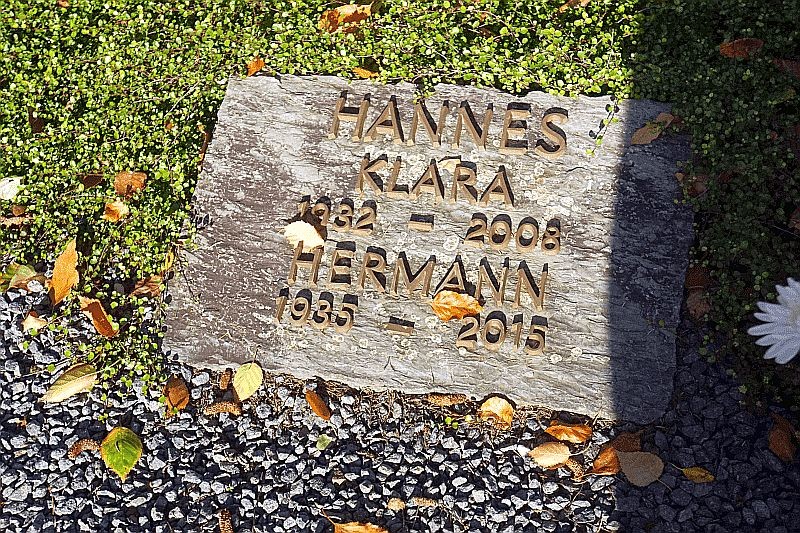 HANNES
KLARA
1932 - 2008
HERMANN
1935 - 2015